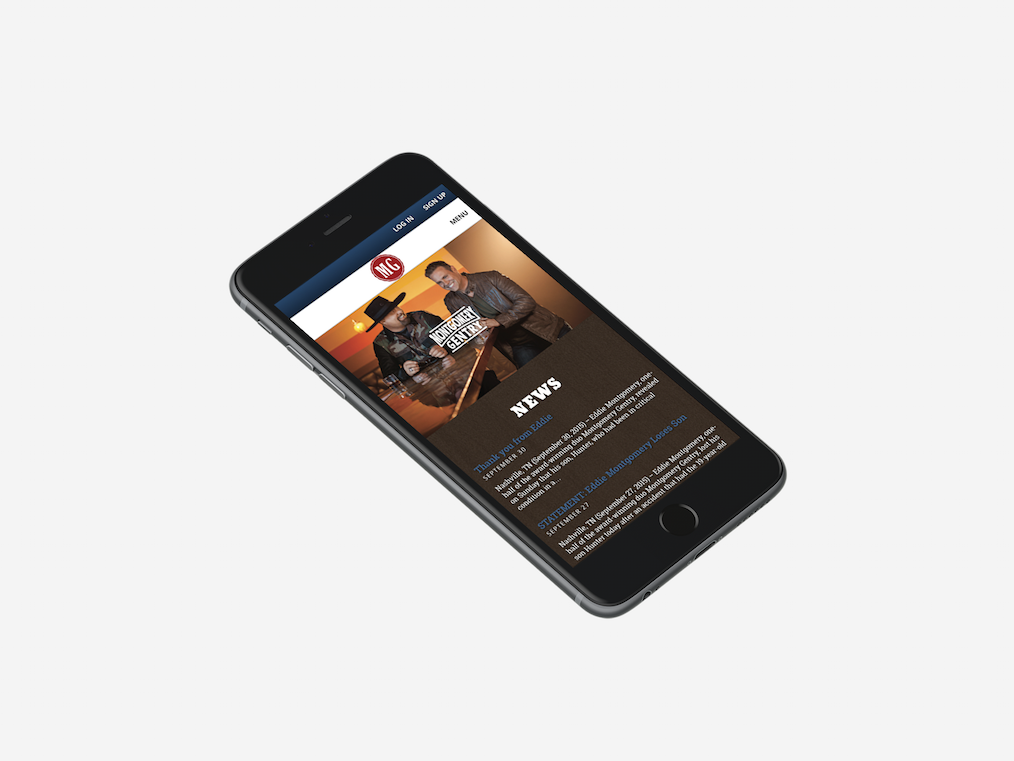 LOG IN SIGN UP
MG MENU
MONTGOMERY
GENTRY
NEWS
Thank you from Eddie
SEPTEMBER 30
Nashville, TN (September 30, 2015) – Eddie Montgomery, one-
half of the award-winning duo Montgomery Gentry, revealed
on Sunday that his son, Hunter, who had been in critical
condition in a...
STATEMENT: Eddie Montgomery Loses Son
SEPTEMBER 27
Nashville, TN (September 27, 2015) – Eddie Montgomery, one-
half of the award-winning duo Montgomery Gentry, lost his
son Hunter today after an accident that had the 19-year-old